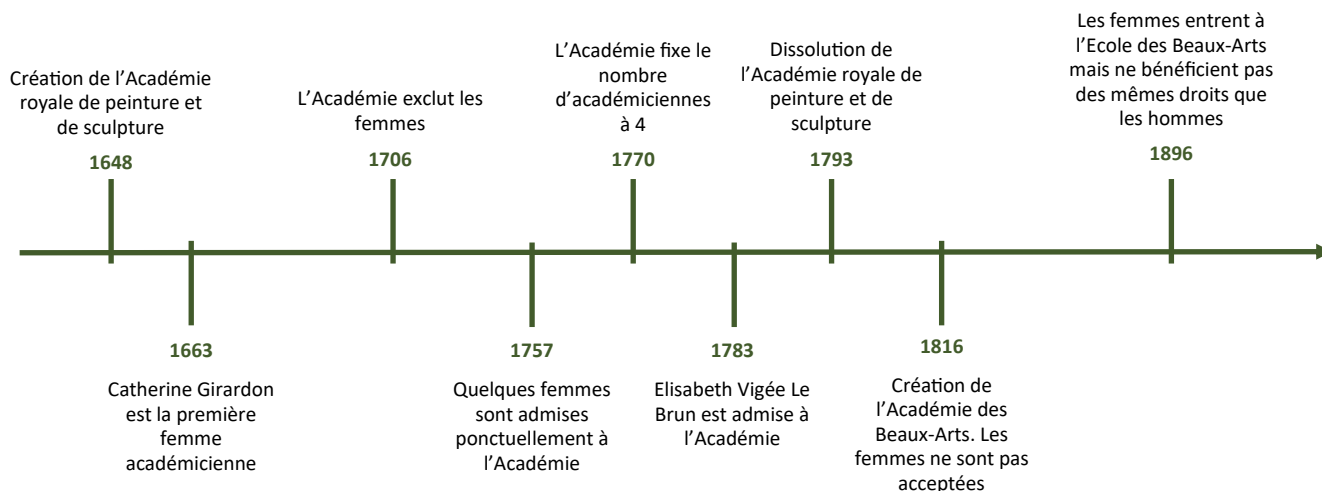 Création de l’Académie
royale de peinture et
de sculpture
1648
1663
Catherine Girardon
est la première
femme
académicienne
L’Académie exclut les
femmes
1706
1757
Quelques femmes
sont admises
ponctuellement à
l’Académie
L’Académie fixe le
nombre
d’académiciennes
à 4
1770
1783
Elisabeth Vigée Le
Brun est admise à
l’Académie
Dissolution de
l’Académie royale de
peinture et de
sculpture
1793
1816
Création de
l’Académie des
Beaux-Arts. Les
femmes ne sont pas
acceptées
Les femmes entrent à
l’Ecole des Beaux-Arts
mais ne bénéficient pas
des mêmes droits que
les hommes
1896